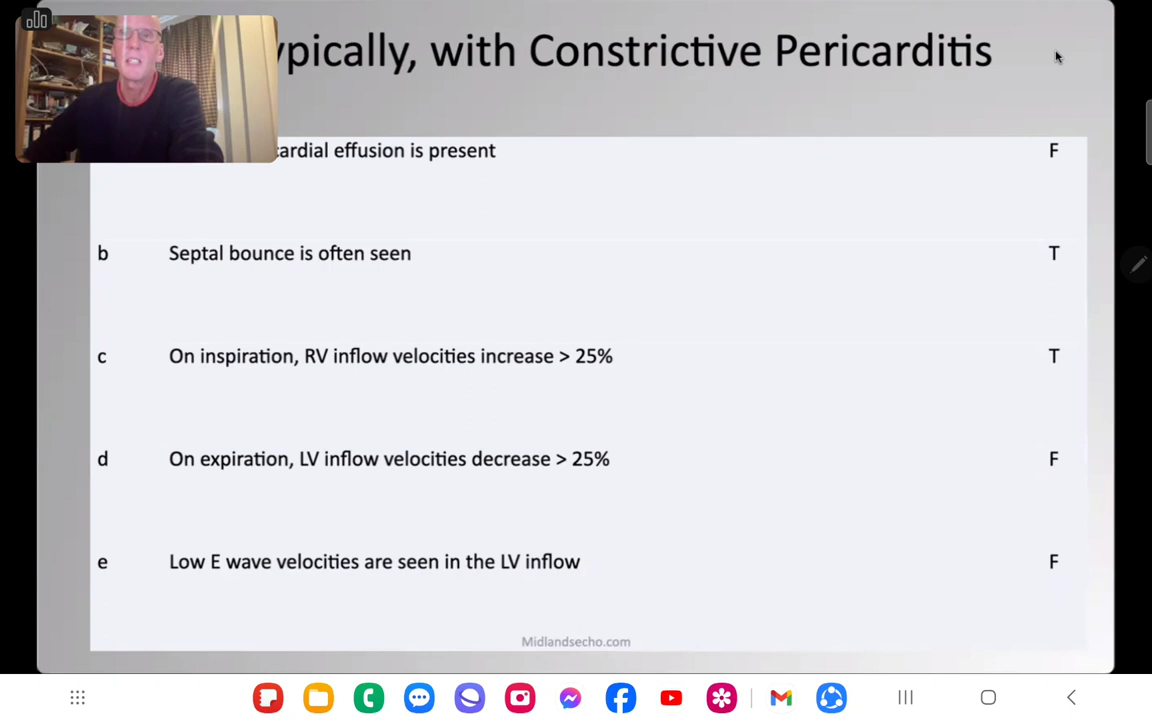 ypically, with Constrictive Pericarditis
cardial effusion is present F
b Septal bounce is often seen T
c On inspiration, RV inflow velocities increase > 25% T
d On expiration, LV inflow velocities decrease > 25% F
e Low E wave velocities are seen in the LV inflow F
Midlandsecho.com